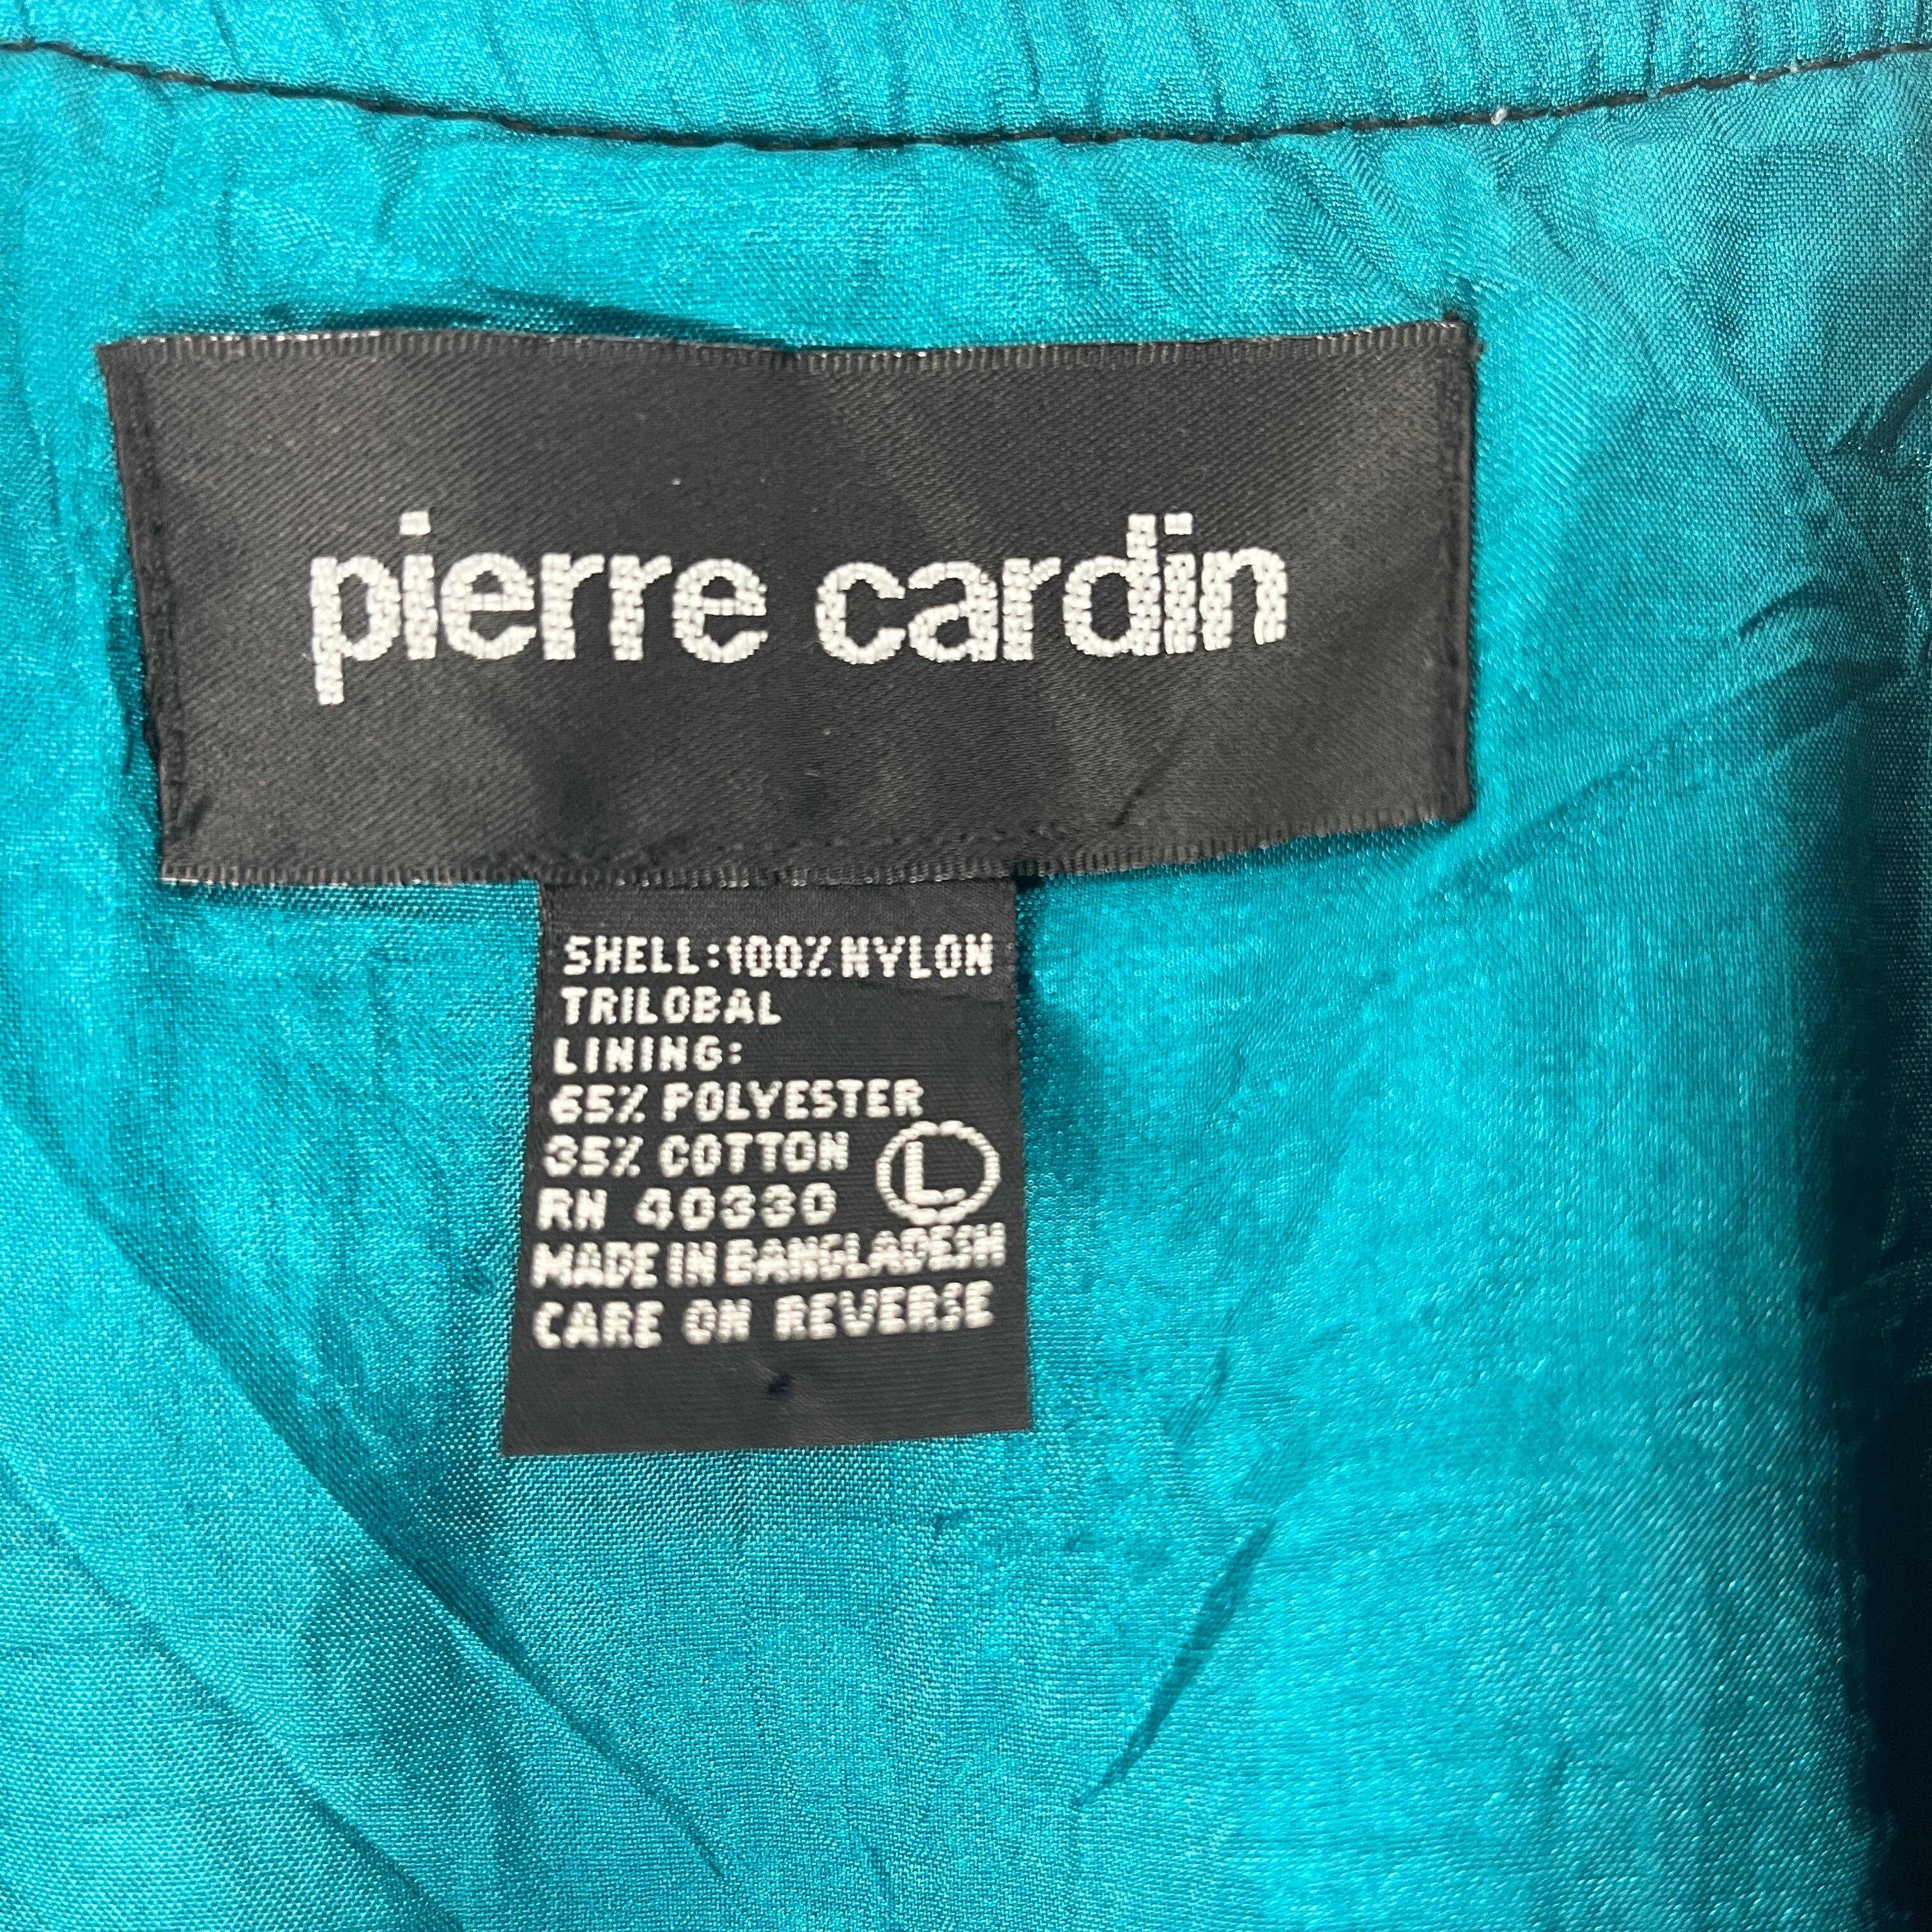 pierre cardin
SHELL:100% NYLON
TRILOBAL
LINING:
65% POLYESTER
35% COTTON
L
RN 40330
MADE IN BANGLADESH
CARE ON REVERSE